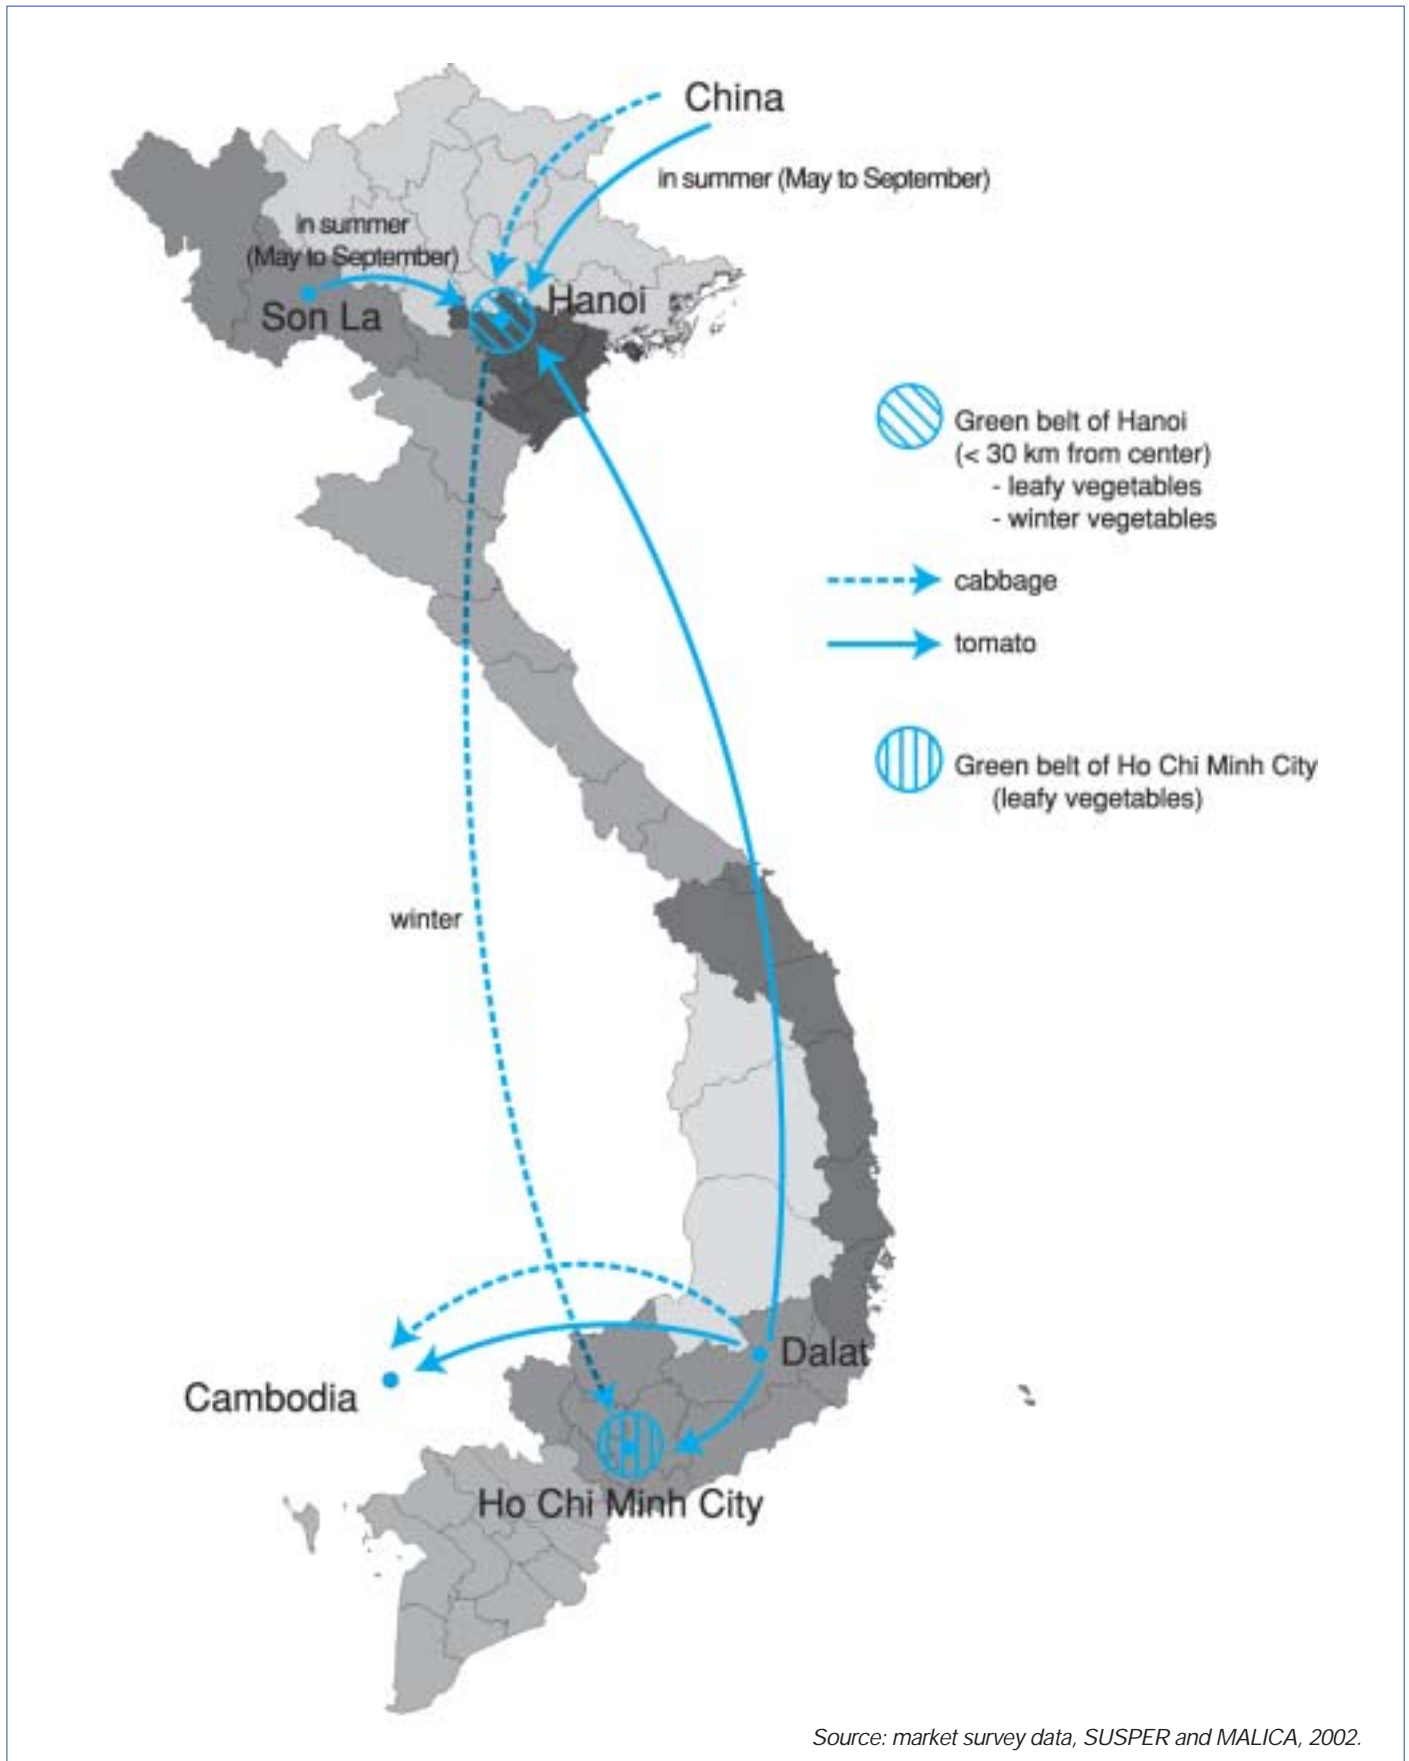 China
in summer (May to September)
in summer
(May to September)
Son La
Hanoi
Green belt of Hanoi
(< 30 km from center)
- leafy vegetables
- winter vegetables
cabbage
tomato
Green belt of Ho Chi Minh City
(leafy vegetables)
winter
Dalat
Cambodia
Ho Chi Minh City
Source: market survey data, SUSPER and MALICA, 2002.